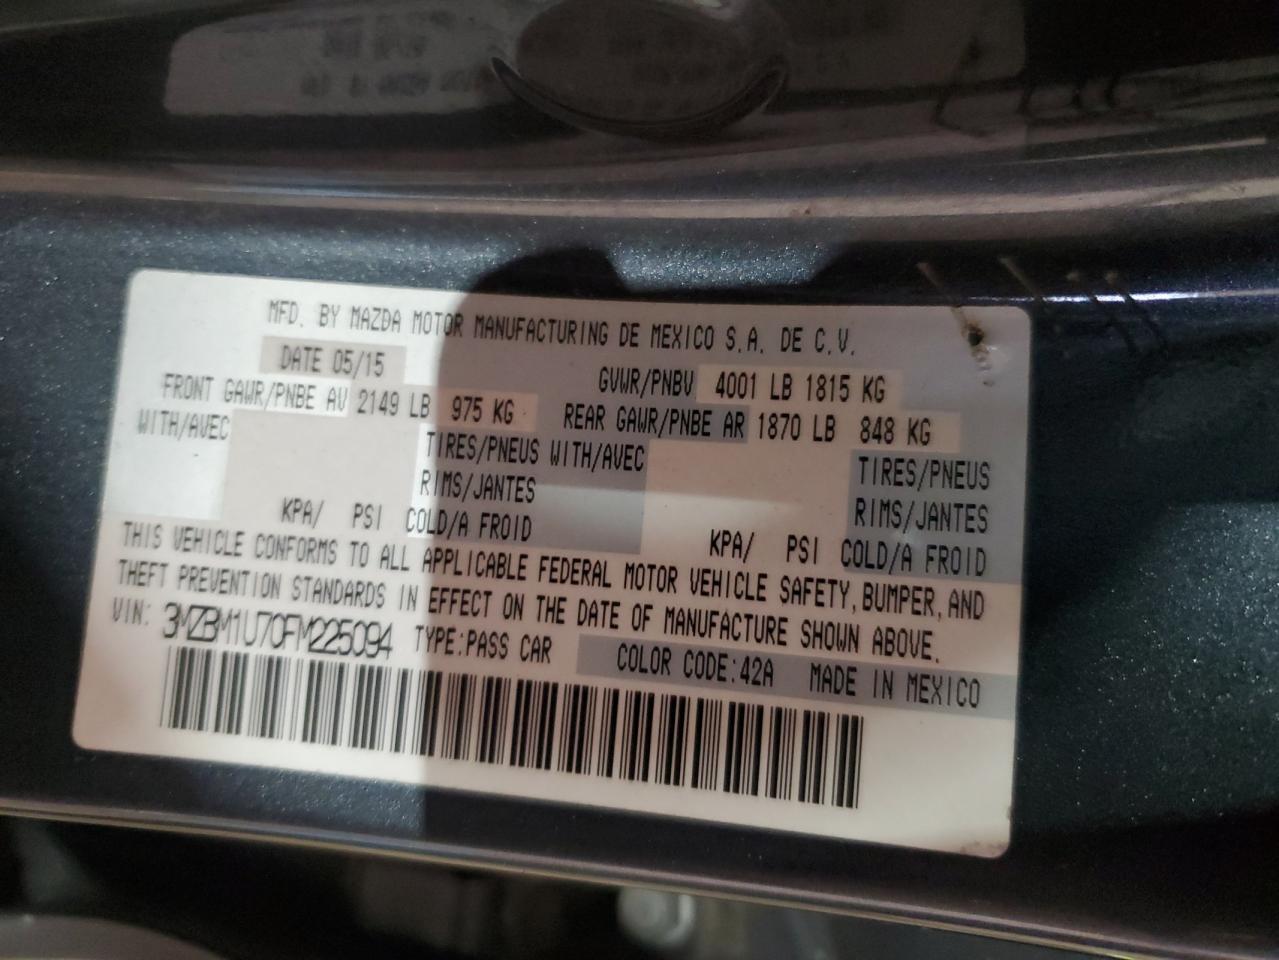 MFD. BY MAZDA MOTOR MANUFACTURING DE MEXICO S.A. DE C.V.
DATE 05/15 GVWR/PNBV 4001 LB 1815 KG
FRONT GAWR/PNBE AV 2149 LB 975 KG REAR GAWR/PNBE AR 1870 LB 848 KG
WITH/AVEC TIRES/PNEUS WITH/AVEC TIRES/PNEUS
RIMS/JANTES RIMS/JANTES
KPA/ PSI COLD/A FROID KPA/ PSI COLD/A FROID
THIS VEHICLE CONFORMS TO ALL APPLICABLE FEDERAL MOTOR VEHICLE SAFETY, BUMPER, AND
THEFT PREVENTION STANDARDS IN EFFECT ON THE DATE OF MANUFACTURE SHOWN ABOVE.
VIN: 3MZBM1U70FM225094 TYPE:PASS CAR COLOR CODE:42A MADE IN MEXICO